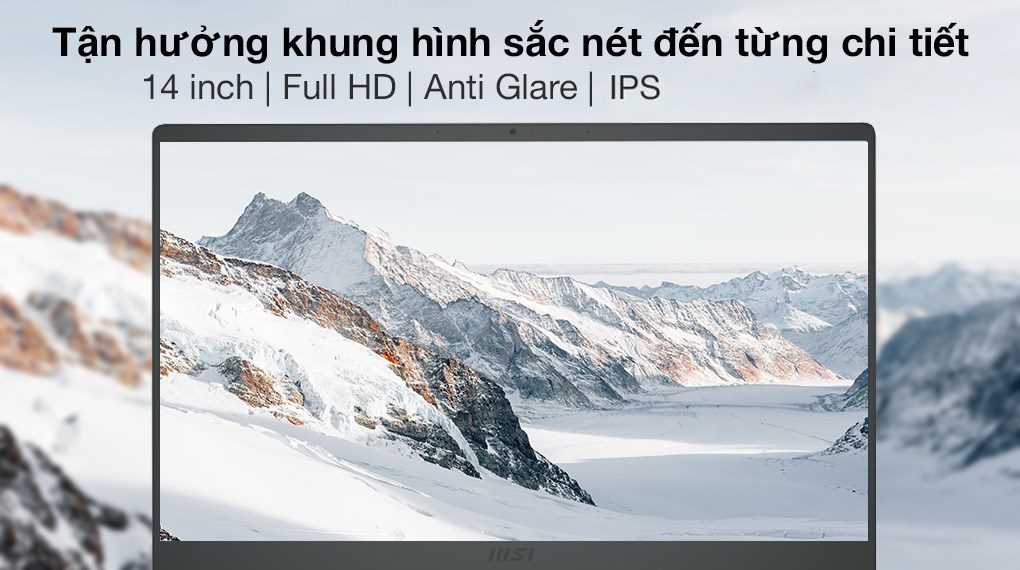 Tận hưởng khung hình sắc nét đến từng chi tiết
14 inch | Full HD | Anti Glare | IPS
msi